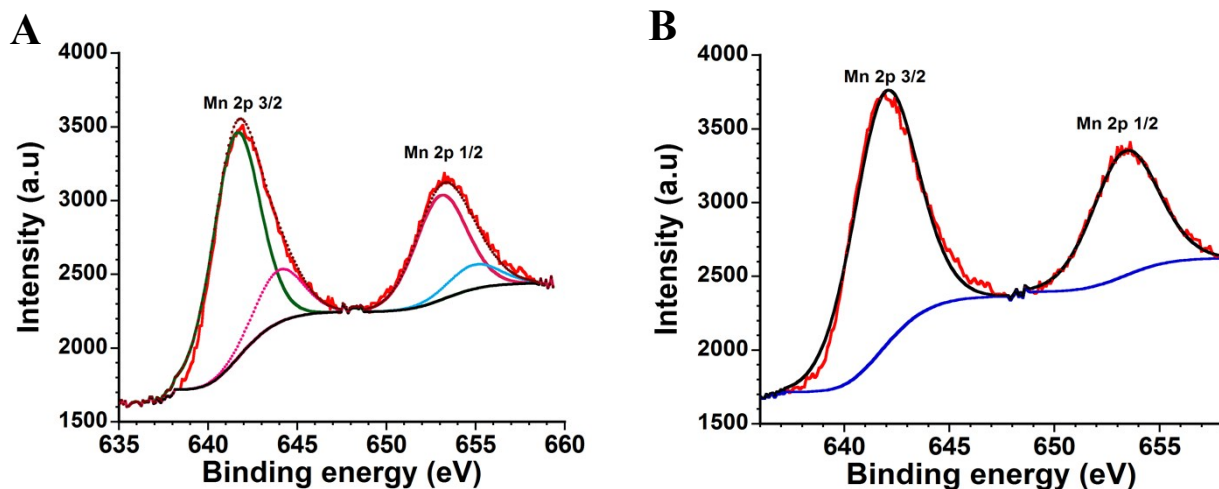 A
4000
3500
3000
2500
2000
1500
Intensity (a.u)
Mn 2p 3/2
Mn 2p 1/2
635 640 645 650 655 660
Binding energy (eV)
B
4000
3500
3000
2500
2000
1500
Intensity (a.u
Mn 2p 3/2
Mn 2p 1/2
640 645 650 655
Binding energy (eV)